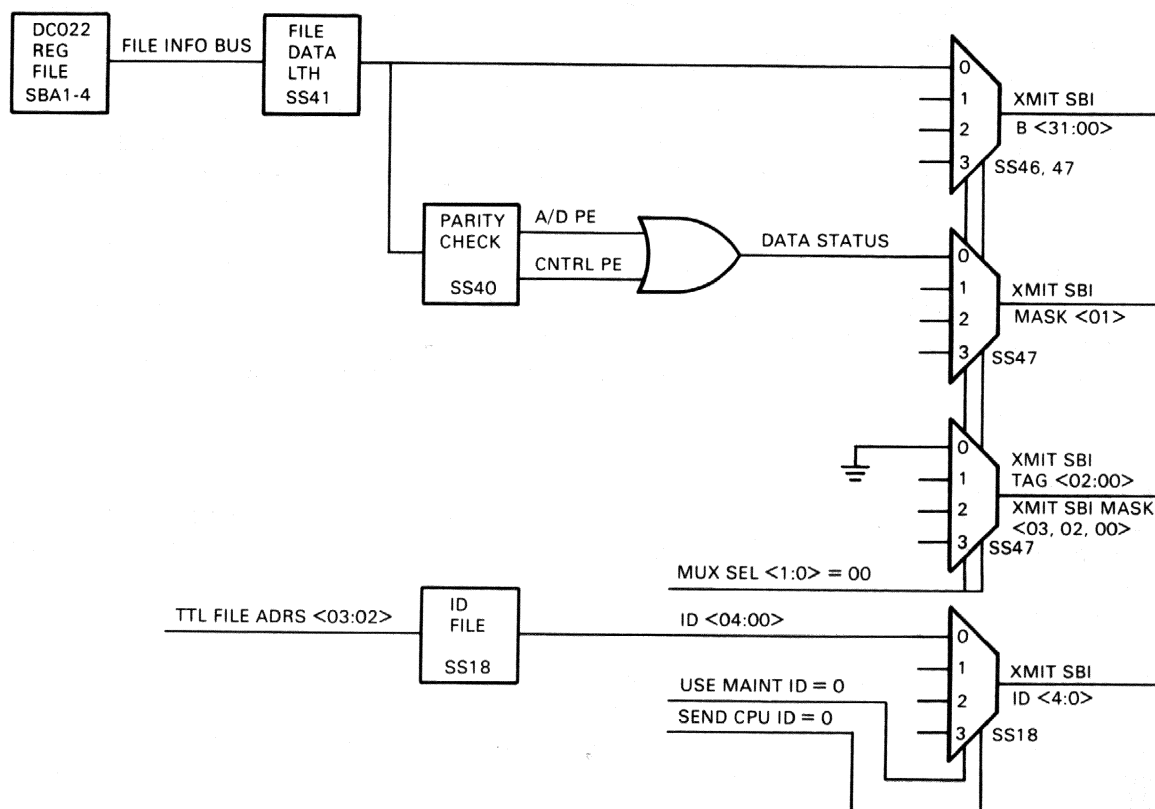 DC022
REG
FILE
SBA1-4
FILE INFO BUS
FILE
DATA
LTH
SS41
0
1
2
3
XMIT SBI
B <31:00>
SS46, 47
PARITY
CHECK
SS40
A/D PE
CNTRL PE
DATA STATUS
0
1
2
3
XMIT SBI
MASK <01>
SS47
0
1
2
3
XMIT SBI
TAG <02:00>
XMIT SBI MASK
<03, 02, 00>
SS47
MUX SEL <1:0> = 00
TTL FILE ADRS <03:02>
ID
FILE
SS18
ID <04:00>
USE MAINT ID = 0
SEND CPU ID = 0
0
1
2
3
XMIT SBI
ID <4:0>
SS18